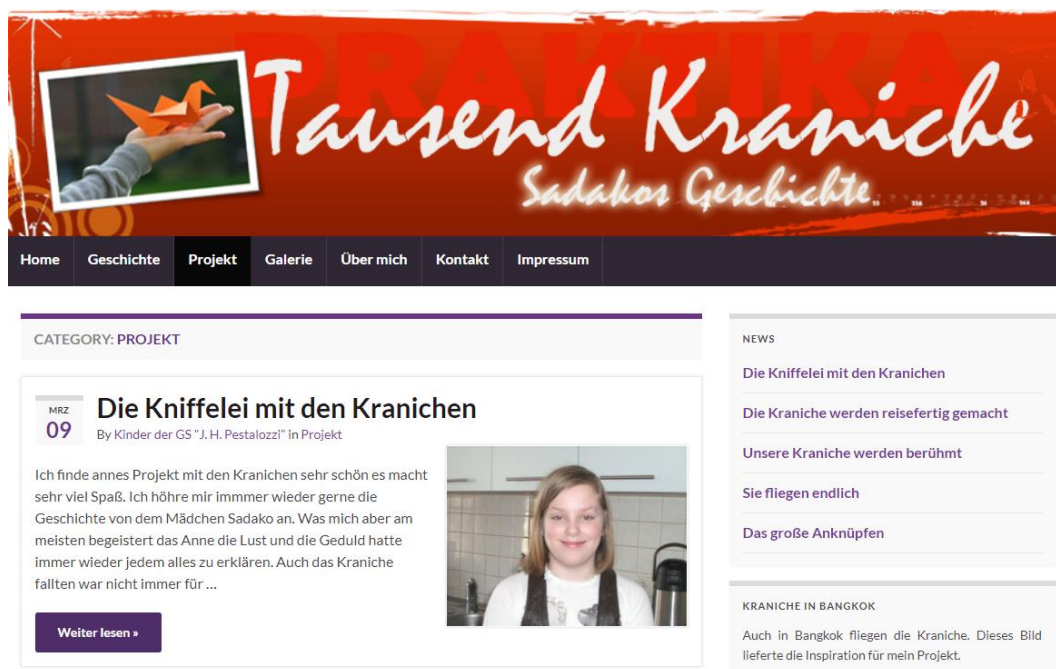 PRAKTIKA
Tausend Kraniche
Sadakos Geschichte
Home
Geschichte
Projekt
Galerie
Über mich
Kontakt
Impressum
CATEGORY: PROJEKT
MRZ
09
Die Kniffelei mit den Kranichen
By Kinder der GS "J. H. Pestalozzi" in Projekt
Ich finde annes Projekt mit den Kranichen sehr schön es macht
sehr viel Spaß. Ich höhre mir immmer wieder gerne die
Geschichte von dem Mädchen Sadako an. Was mich aber am
meisten begeistert das Anne die Lust und die Geduld hatte
immer wieder jedem alles zu erklären. Auch das Kraniche
fallten war nicht immer für ...
Weiter lesen »
NEWS
Die Kniffelei mit den Kranichen
Die Kraniche werden reisefertig gemacht
Unsere Kraniche werden berühmt
Sie fliegen endlich
Das große Anknüpfen
KRANICHE IN BANGKOK
Auch in Bangkok fliegen die Kraniche. Dieses Bild
lieferte die Inspiration für mein Projekt.